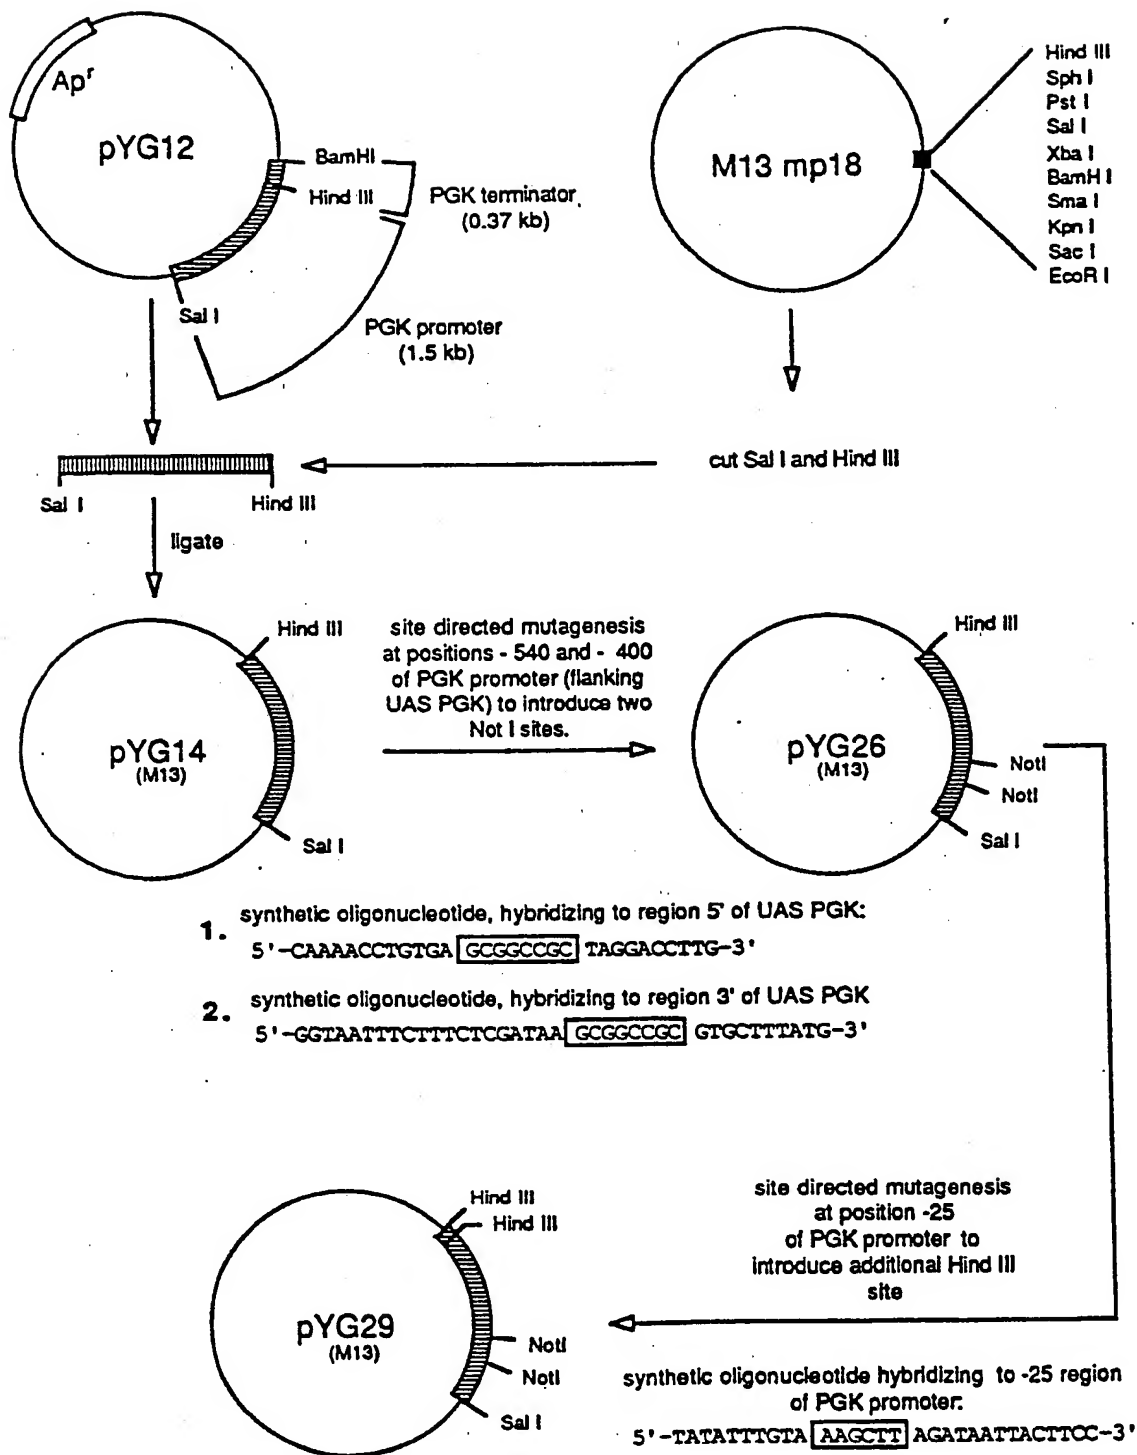 Apr
pYG12
BamHI
Hind III
PGK terminator,
(0.37 kb)
Sal I
PGK promoter
(1.5 kb)
M13 mp18
Hind III
Sph I
Pst I
Sal I
Xba I
BamH I
Sma I
Kpn I
Sac I
EcoR I
cut Sal I and Hind III
Sal I
Hind III
ligate
Hind III
pYG14
(M13)
Sal I
site directed mutagenesis
at positions - 540 and - 400
of PGK promoter (flanking
UAS PGK) to introduce two
Not I sites.
Hind III
pYG26
(M13)
NotI
NotI
Sal I
1. synthetic oligonucleotide, hybridizing to region 5' of UAS PGK:
5'-CAAAACCTGTGA GCGGCCGC TAGGACCTTG-3'
2. synthetic oligonucleotide, hybridizing to region 3' of UAS PGK
5'-GGTAATTTCTTTCTCGATAA GCGGCCGC GTGCTTTATG-3'
site directed mutagenesis
at position -25
of PGK promoter to
introduce additional Hind III
site
Hind III
Hind III
pYG29
(M13)
NotI
NotI
Sal I
synthetic oligonucleotide hybridizing to -25 region
of PGK promoter:
5'-TATATTTGTA AAGCTT AGATAATTACTTCC-3'